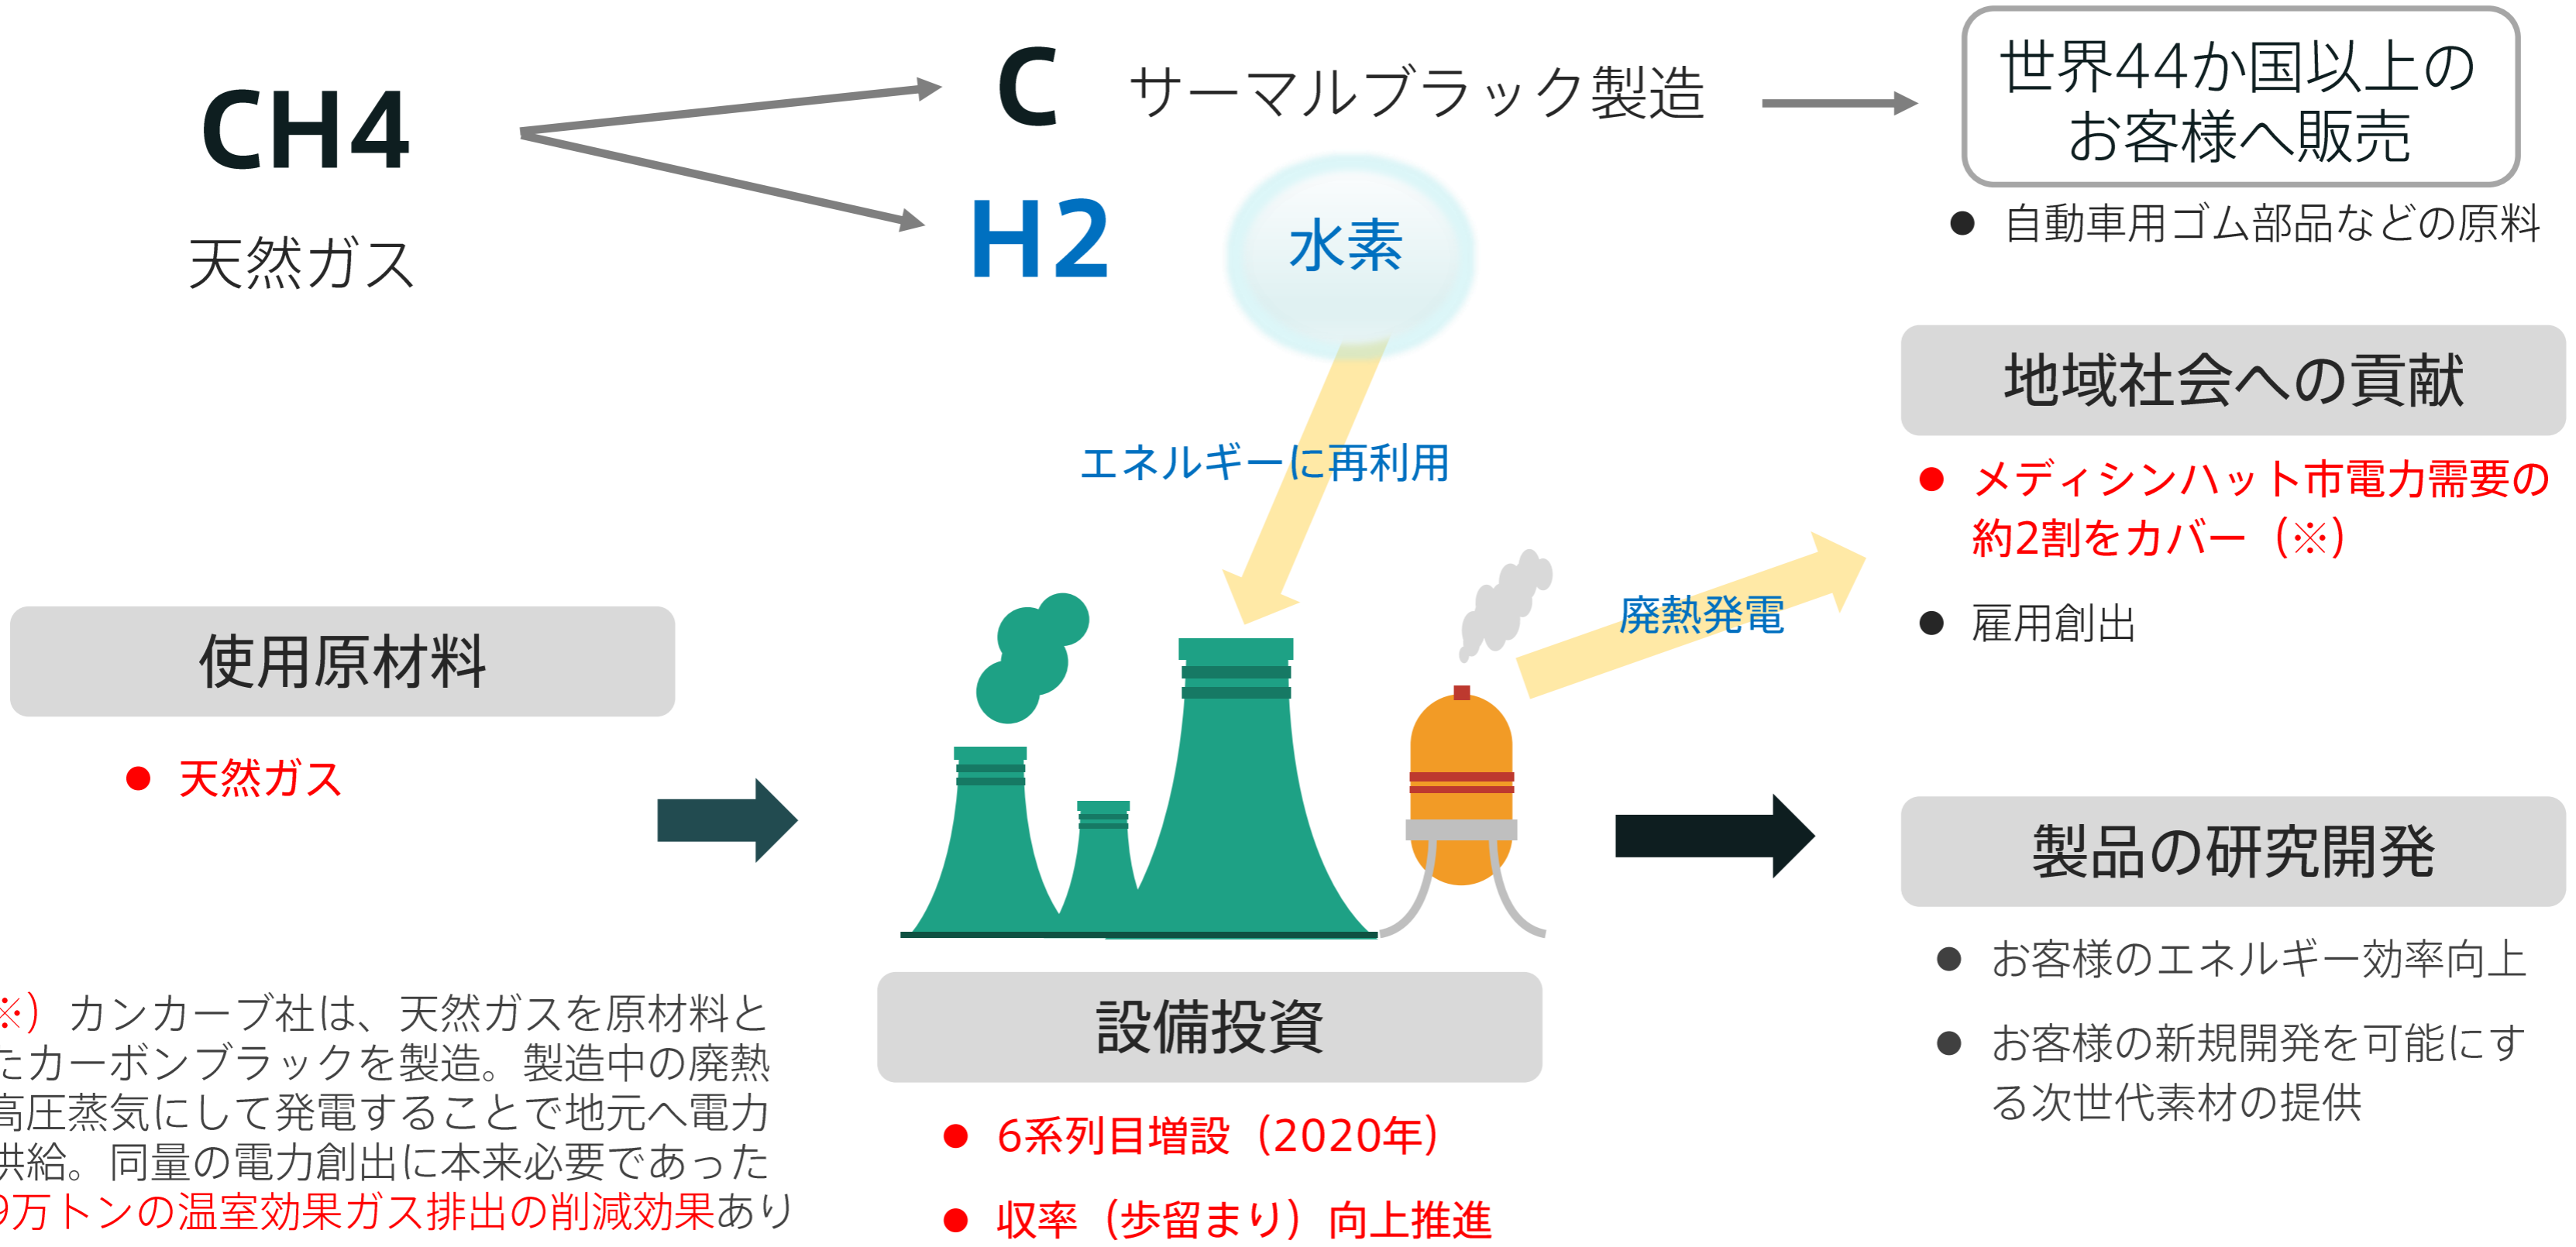 CH4
天然ガス
C サーマルブラック製造
H2
水素
世界44か国以上の
お客様へ販売
● 自動車用ゴム部品などの原料
エネルギーに再利用
地域社会への貢献
● メディシンハット市電力需要の
約2割をカバー（※）
● 雇用創出
廃熱発電
使用原材料
● 天然ガス
設備投資
● 6系列目増設（2020年）
● 収率（歩留まり）向上推進
製品の研究開発
● お客様のエネルギー効率向上
● お客様の新規開発を可能にす
る次世代素材の提供
※）カンカーブ社は、天然ガスを原材料と
たカーボンブラックを製造。製造中の廃熱
高圧蒸気にして発電することで地元へ電力
供給。同量の電力創出に本来必要であった
9万トンの温室効果ガス排出の削減効果あり